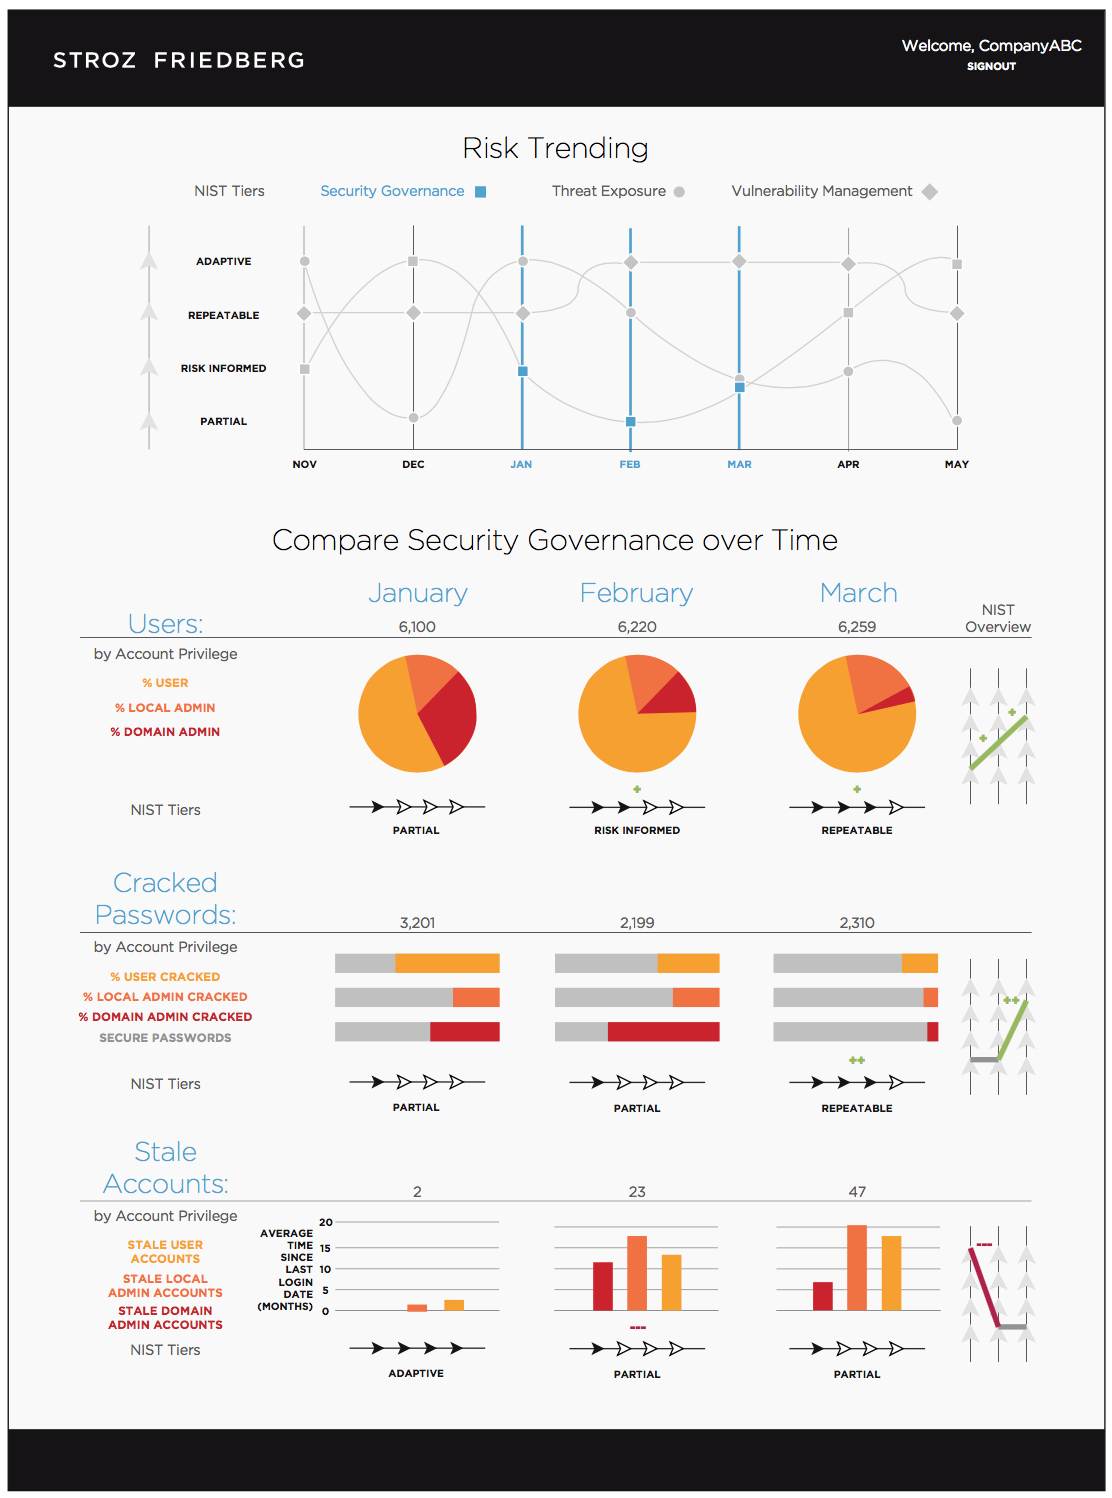 STROZ FRIEDBERG
Welcome, CompanyABC
SIGNOUT
Risk Trending
NIST Tiers
Security Governance
Threat Exposure
Vulnerability Management
ADAPTIVE
REPEATABLE
RISK INFORMED
PARTIAL
NOV DEC JAN FEB MAR APR MAY
Compare Security Governance over Time
January February March
NIST
Overview
Users:
6,100 6,220 6,259
by Account Privilege
% USER
% LOCAL ADMIN
% DOMAIN ADMIN
+ +
+ +
NIST Tiers
PARTIAL RISK INFORMED REPEATABLE
Cracked
Passwords:
3,201 2,199 2,310
by Account Privilege
% USER CRACKED
% LOCAL ADMIN CRACKED
% DOMAIN ADMIN CRACKED
SECURE PASSWORDS
++
++
NIST Tiers
PARTIAL PARTIAL REPEATABLE
Stale
Accounts:
2 23 47
by Account Privilege
STALE USER
ACCOUNTS
STALE LOCAL
ADMIN ACCOUNTS
STALE DOMAIN
ADMIN ACCOUNTS
AVERAGE
TIME
SINCE
LAST
LOGIN
DATE
(MONTHS)
20
15
10
5
0
---
---
NIST Tiers
ADAPTIVE PARTIAL PARTIAL